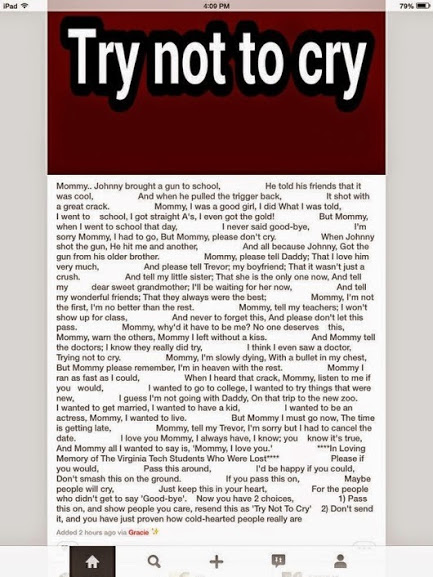 iPad 4:09 PM 79%
Try not to cry
Mommy.. Johnny brought a gun to school, He told his friends that it
was cool, And when he pulled the trigger back, It shot with
a great crack. Mommy, I was a good girl, I did What I was told,
I went to school, I got straight A's, I even got the gold! But Mommy,
when I went to school that day, I never said good-bye, I'm
sorry Mommy, I had to go, But Mommy, please don't cry. When Johnny
shot the gun, He hit me and another, And all because Johnny, Got the
gun from his older brother. Mommy, please tell Daddy; That I love him
very much, And please tell Trevor; my boyfriend; That it wasn't just a
crush. And tell my little sister; That she is the only one now, And tell
my dear sweet grandmother; I'll be waiting for her now, And tell
my wonderful friends; That they always were the best; Mommy, I'm not
the first, I'm no better than the rest. Mommy, tell my teachers; I won't
show up for class, And never to forget this, And please don't let this
pass. Mommy, why'd it have to be me? No one deserves this,
Mommy, warn the others, Mommy I left without a kiss. And Mommy tell
the doctors; I know they really did try, I think I even saw a doctor,
Trying not to cry. Mommy, I'm slowly dying, With a bullet in my chest,
But Mommy please remember, I'm in heaven with the rest. Mommy I
ran as fast as I could, When I heard that crack, Mommy, listen to me if
you would, I wanted to go to college, I wanted to try things that were
new, I guess I'm not going with Daddy, On that trip to the new zoo.
I wanted to get married, I wanted to have a kid, I wanted to be an
actress, Mommy, I wanted to live. But Mommy I must go now, The time
is getting late, Mommy, tell my Trevor, I'm sorry but I had to cancel the
date. I love you Mommy, I always have, I know; you know it's true,
And Mommy all I wanted to say is, 'Mommy, I love you.' ****In Loving
Memory of The Virginia Tech Students Who Were Lost**** Please if
you would, Pass this around, I'd be happy if you could,
Don't smash this on the ground. If you pass this on, Maybe
people will cry, Just keep this in your heart, For the people
who didn't get to say 'Good-bye'. Now you have 2 choices, 1) Pass
this on, and show people you care, resend this as 'Try Not To Cry' 2) Don't send
it, and you have just proven how cold-hearted people really are
Added 2 hours ago via Gracie ✨